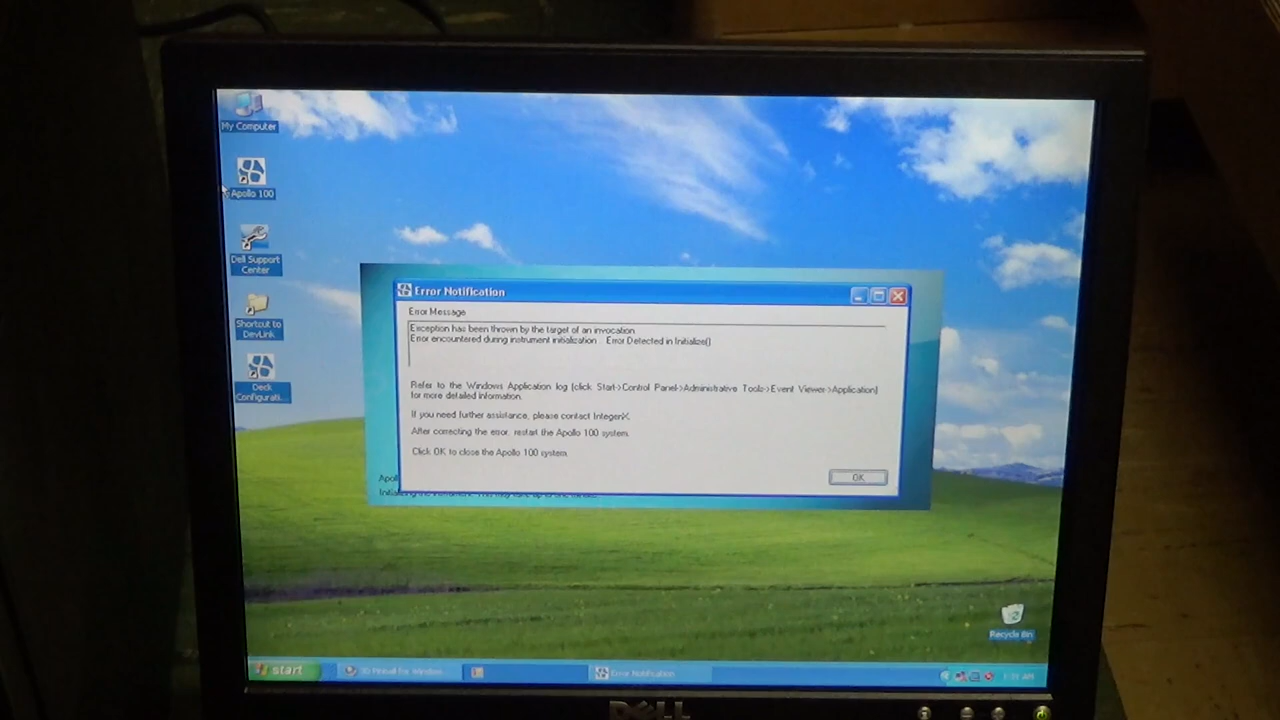 My Computer
Apollo 100
Dell Support
Center
Shortcut to
DevLink
Deck
Configurati...
Error Notification
Error Message
Exception has been thrown by the target of an invocation
Error encountered during instrument initialization. Error Detected in Initialize()
Refer to the Windows Application log (click Start->Control Panel->Administrative Tools->Event Viewer->Application)
for more detailed information.
If you need further assistance, please contact IntegenX.
After correcting the error, restart the Apollo 100 system.
Click OK to close the Apollo 100 system.
OK
Apoll
Recycle Bin
start
Error Notification
DELL